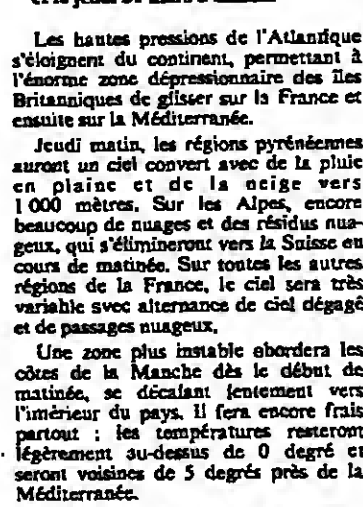 Les hautes pressions de l'Atlantique
s'éloignent du continent, permettant à
l'énorme zone dépressionnaire des îles
Britanniques de glisser sur la France et
ensuite sur la Méditerranée.
Jeudi matin, les régions pyrénéennes
auront un ciel couvert avec de la pluie
en plaine et de la neige vers
1 000 mètres. Sur les Alpes, encore
beaucoup de nuages et des résidus nua-
geux, qui s'élimineront vers la Suisse en
cours de matinée. Sur toutes les autres
régions de la France, le ciel sera très
variable avec alternance de ciel dégagé
et de passages nuageux.
Une zone plus instable abordera les
côtes de la Manche dès le début de
matinée, se décalant lentement vers
l'intérieur du pays. Il fera encore frais
partout : les températures resteront
légèrement au-dessus de 0 degré et
seront voisines de 5 degrés près de la
Méditerranée.